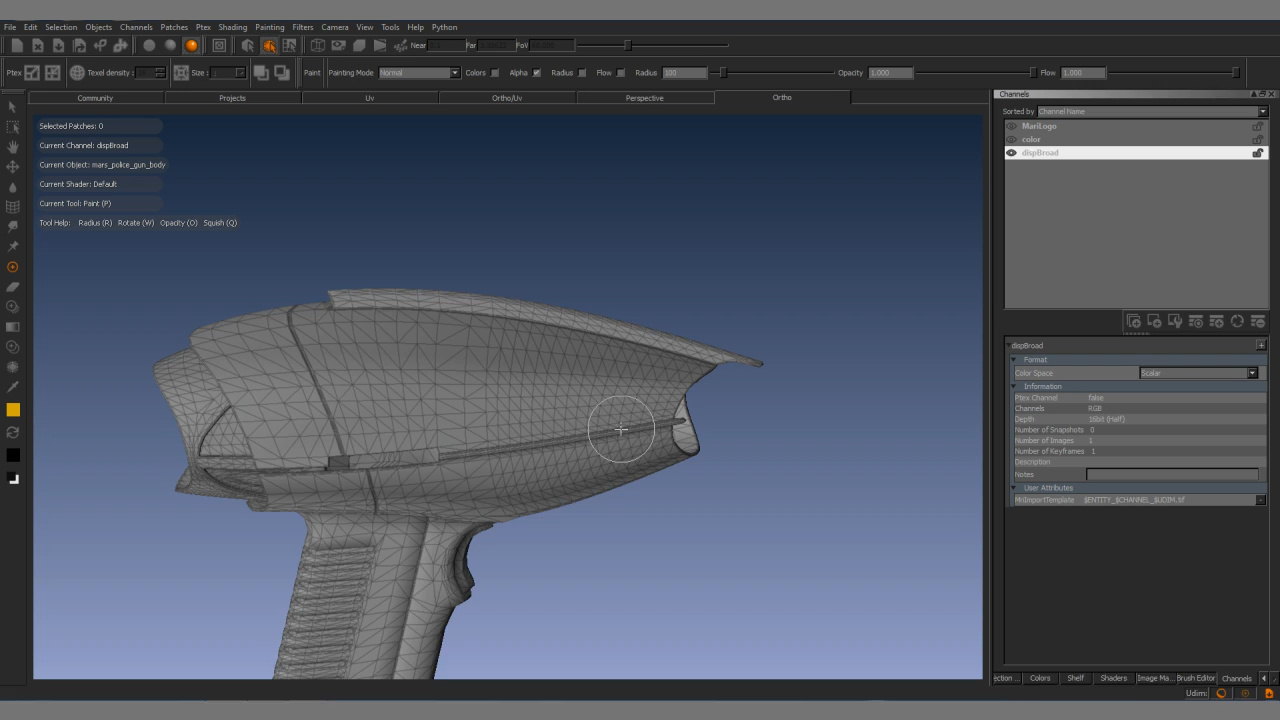 File Edit Selection Objects Channels Patches Ptex Shading Painting Filters Camera View Tools Help Python
Near Far FoV
Ptex Texel density: Size: Paint Painting Mode Normal Colors Alpha Radius Flow Radius 100 Opacity 1.000 Flow 1.000
Community Projects Uv Ortho/Uv Perspective Ortho
Selected Patches: 0
Current Channel: dispBroad
Current Object: mars_police_gun_body
Current Shader: Default
Current Tool: Paint (P)
Tool Help: Radius (R) Rotate (W) Opacity (O) Squish (Q)
Channels
Sorted by Channel Name
MariLogo
color
dispBroad
dispBroad
Format
Color Space Scalar
Information
Ptex Channel false
Channels RGB
Depth 16bit (Half)
Number of Snapshots 0
Number of Images 1
Number of Keyframes 1
Description
Notes
User Attributes
MriImportTemplate $ENTITY_$CHANNEL_$UDIM.tif
ection ... Colors Shelf Shaders Image Ma... Brush Editor Channels
Udim: